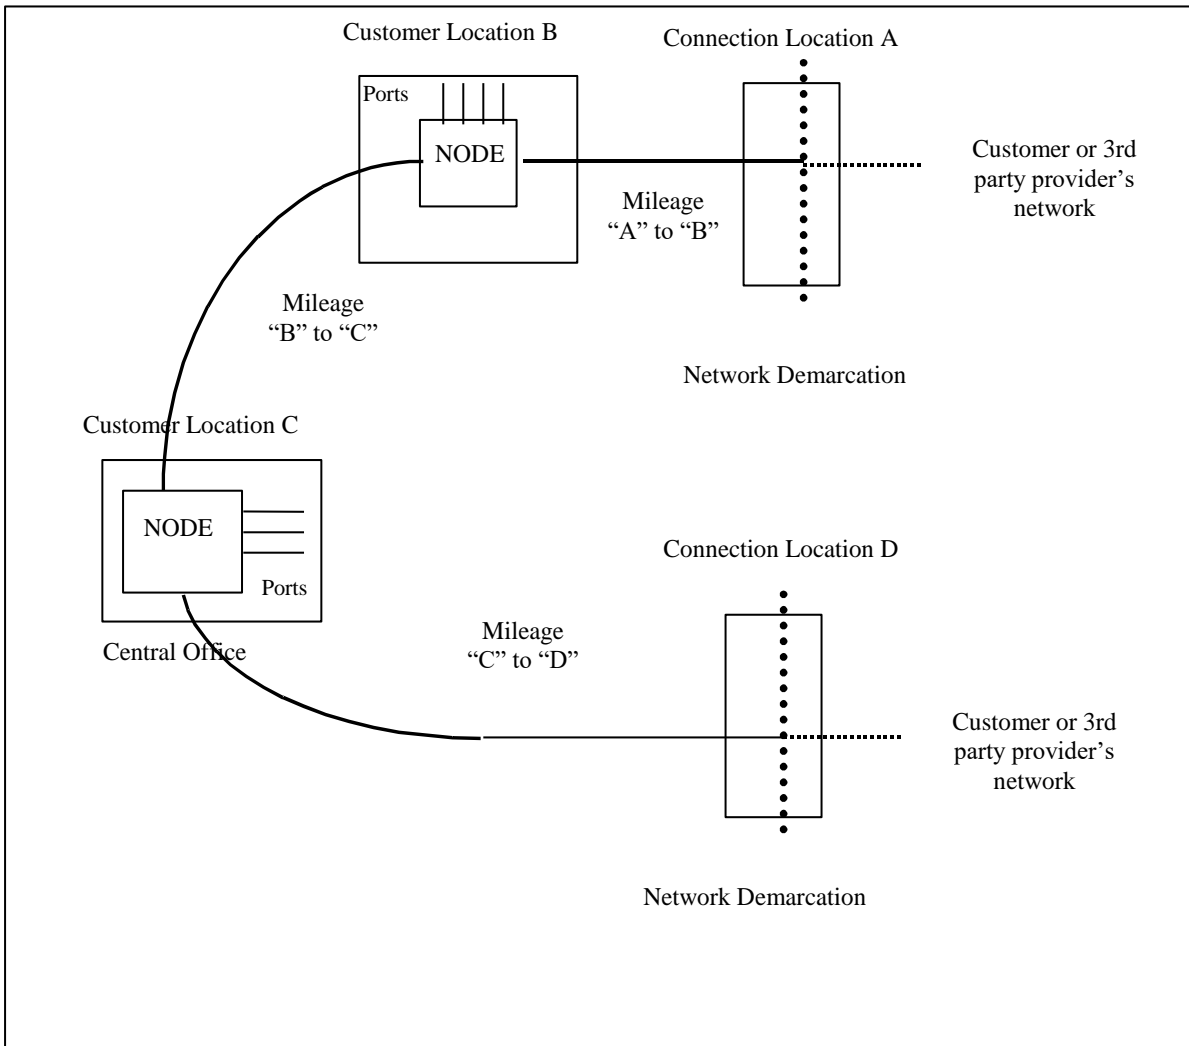 Customer Location B
Connection Location A
Ports
NODE
Customer or 3rd
party provider’s
network
Mileage
“A” to “B”
Mileage
“B” to “C”
Network Demarcation
Customer Location C
NODE
Ports
Central Office
Connection Location D
Mileage
“C” to “D”
Customer or 3rd
party provider’s
network
Network Demarcation